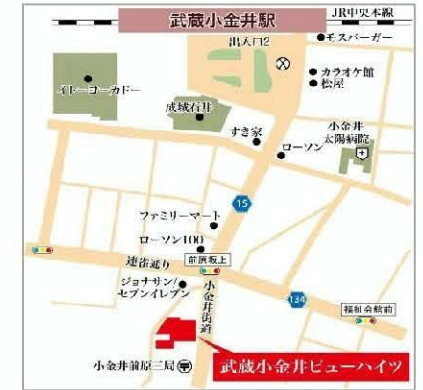 武蔵小金井駅
JR中央本線
出入口2
モスバーガー
カラオケ館
松屋
イトーヨーカドー
成城石井
すき家
小金井
太陽病院
ローソン
15
ファミリーマート
ローソン100
前原坂上
連雀通り
ジョナサン/
セブンイレブン
小金井街道
134
福祉会館前
小金井前原三局
武蔵小金井ビューハイツ